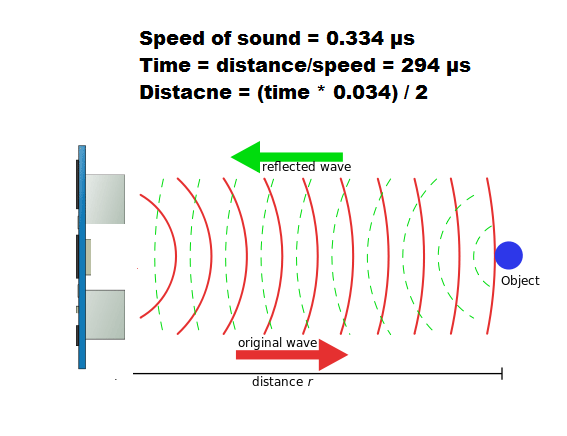 Speed of sound = 0.334 µs
Time = distance/speed = 294 µs
Distacne = (time * 0.034) / 2
reflected wave
Object
original wave
distance r